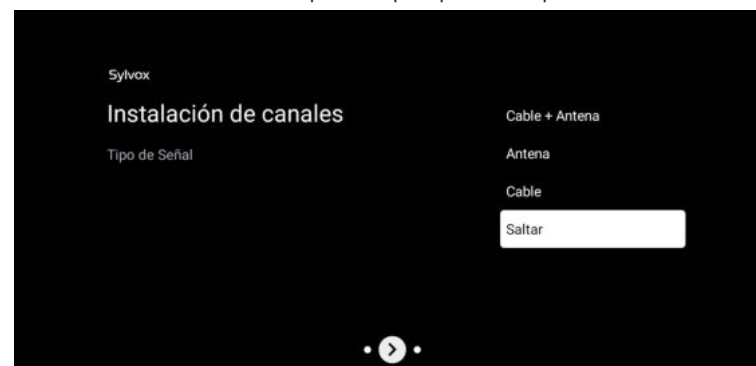 Sylvox
Instalación de canales
Tipo de Señal
Cable + Antena
Antena
Cable
Saltar